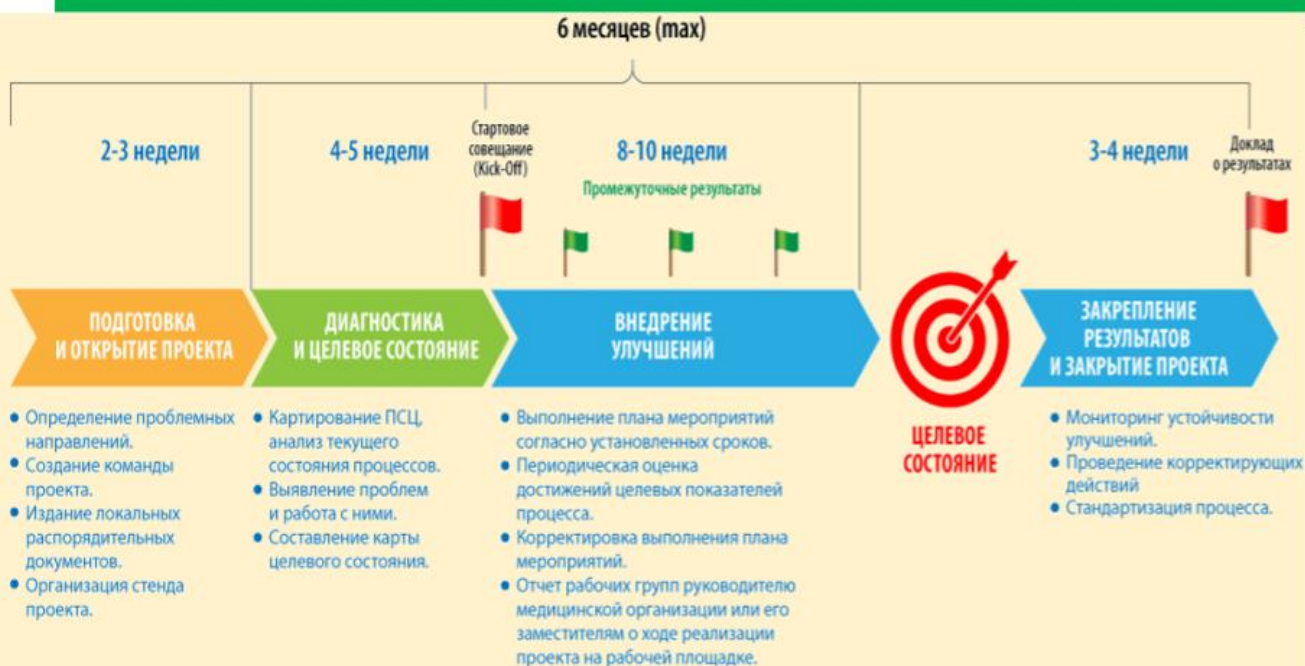 6 месяцев (max)
2-3 недели
4-5 недели
Стартовое
совещание
(Kick-Off)
8-10 недели
Промежуточные результаты
3-4 недели
Доклад
о результатах
ПОДГОТОВКА
И ОТКРЫТИЕ ПРОЕКТА
ДИАГНОСТИКА
И ЦЕЛЕВОЕ СОСТОЯНИЕ
ВНЕДРЕНИЕ
УЛУЧШЕНИЙ
ЦЕЛЕВОЕ
СОСТОЯНИЕ
ЗАКРЕПЛЕНИЕ
РЕЗУЛЬТАТОВ
И ЗАКРЫТИЕ ПРОЕКТА
• Определение проблемных
направлений.
• Создание команды
проекта.
• Издание локальных
распорядительных
документов.
• Организация стенда
проекта.
• Картирование ПСЦ,
анализ текущего
состояния процессов.
• Выявление проблем
и работа с ними.
• Составление карты
целевого состояния.
• Выполнение плана мероприятий
согласно установленных сроков.
• Периодическая оценка
достижений целевых показателей
процесса.
• Корректировка выполнения плана
мероприятий.
• Отчет рабочих групп руководителю
медицинской организации или его
заместителям о ходе реализации
проекта на рабочей площадке.
• Мониторинг устойчивости
улучшений.
• Проведение корректирующих
действий
• Стандартизация процесса.